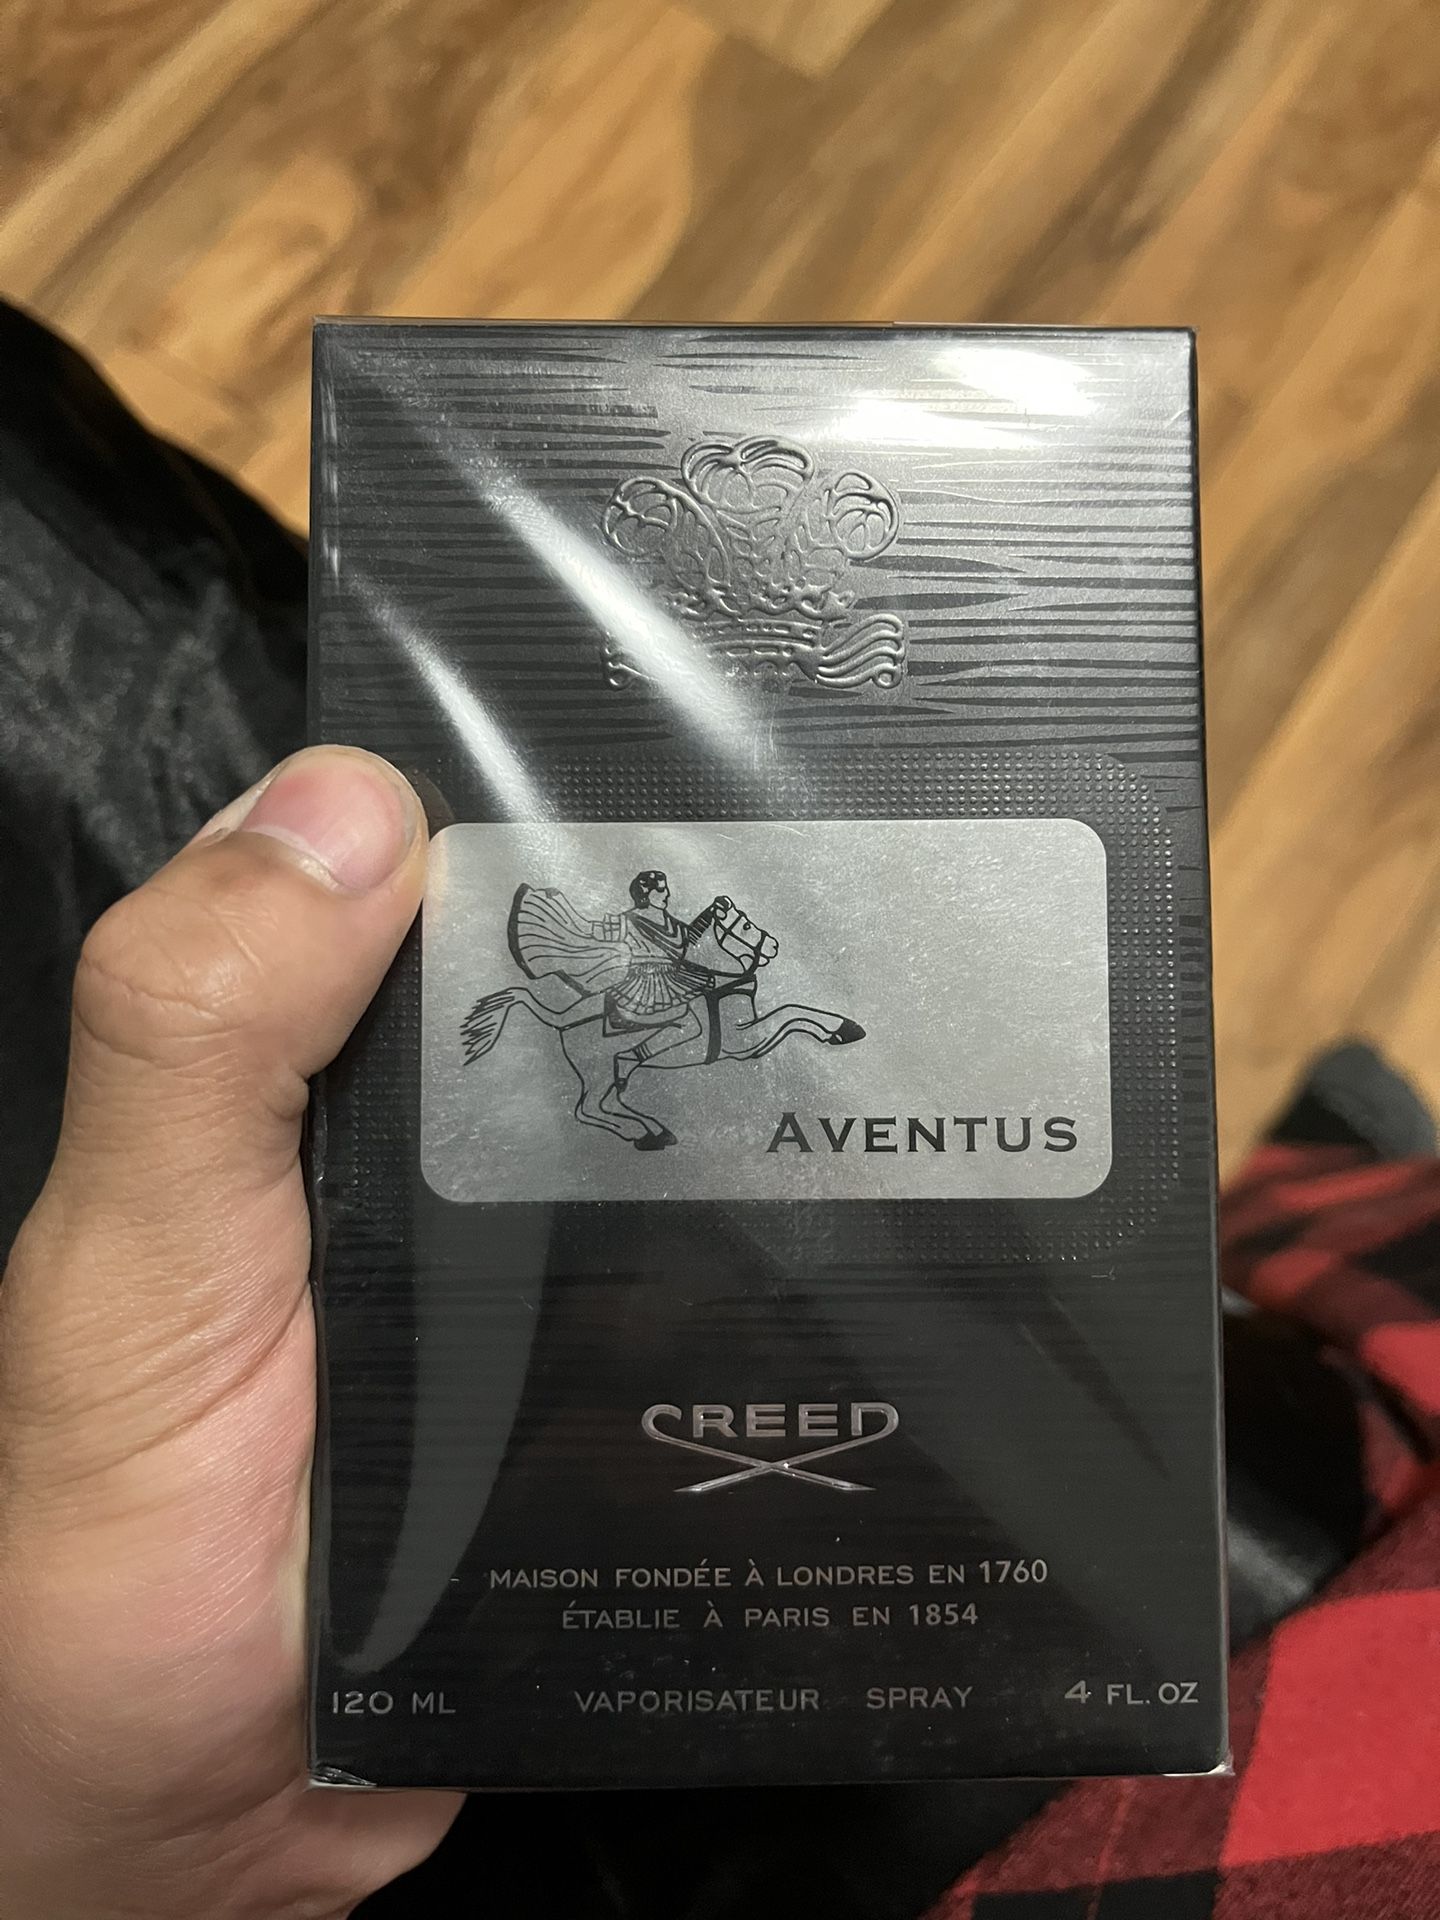 AVENTUS
CREED
MAISON FONDÉE À LONDRES EN 1760
ÉTABLIE À PARIS EN 1854
120 ML VAPORISATEUR SPRAY 4 FL. OZ